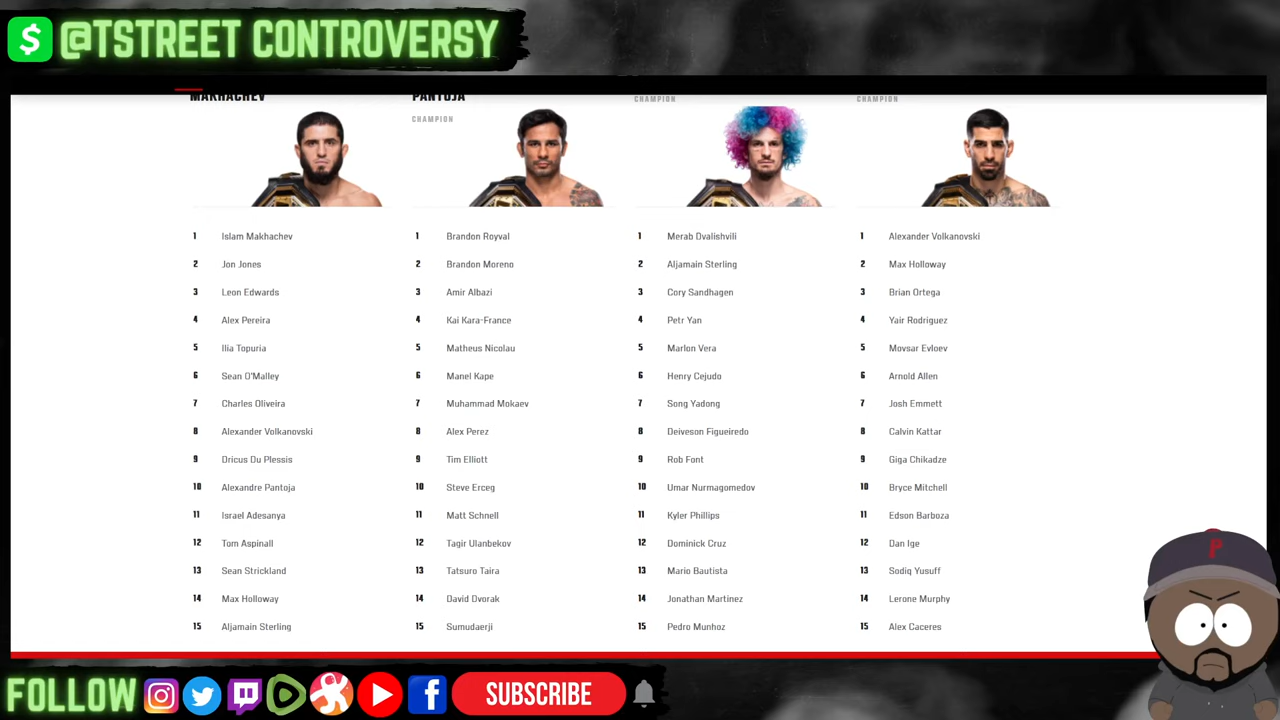 $ @TSTREET CONTROVERSY
MAKHACHEV
PANTOJA
CHAMPION
CHAMPION
CHAMPION
1 Islam Makhachev
2 Jon Jones
3 Leon Edwards
4 Alex Pereira
5 Ilia Topuria
6 Sean O'Malley
7 Charles Oliveira
8 Alexander Volkanovski
9 Dricus Du Plessis
10 Alexandre Pantoja
11 Israel Adesanya
12 Tom Aspinall
13 Sean Strickland
14 Max Holloway
15 Aljamain Sterling
1 Brandon Royval
2 Brandon Moreno
3 Amir Albazi
4 Kai Kara-France
5 Matheus Nicolau
6 Manel Kape
7 Muhammad Mokaev
8 Alex Perez
9 Tim Elliott
10 Steve Erceg
11 Matt Schnell
12 Tagir Ulanbekov
13 Tatsuro Taira
14 David Dvorak
15 Sumudaerji
1 Merab Dvalishvili
2 Aljamain Sterling
3 Cory Sandhagen
4 Petr Yan
5 Marlon Vera
6 Henry Cejudo
7 Song Yadong
8 Deiveson Figueiredo
9 Rob Font
10 Umar Nurmagomedov
11 Kyler Phillips
12 Dominick Cruz
13 Mario Bautista
14 Jonathan Martinez
15 Pedro Munhoz
1 Alexander Volkanovski
2 Max Holloway
3 Brian Ortega
4 Yair Rodriguez
5 Movsar Evloev
6 Arnold Allen
7 Josh Emmett
8 Calvin Kattar
9 Giga Chikadze
10 Bryce Mitchell
11 Edson Barboza
12 Dan Ige
13 Sodiq Yusuff
14 Lerone Murphy
15 Alex Caceres
P
FOLLOW
SUBSCRIBE